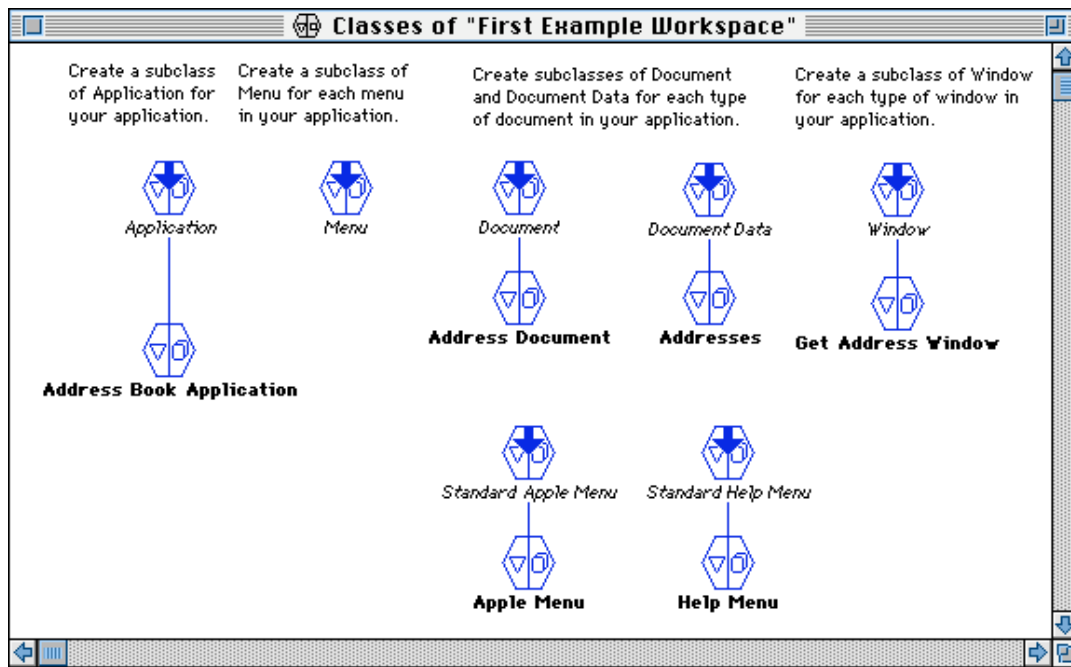 Classes of "First Example Workspace"
Create a subclass
of Application for
your application.
Create a subclass of
Menu for each menu
in your application.
Create subclasses of Document
and Document Data for each type
of document in your application.
Create a subclass of Window
for each type of window in
your application.
Application
Menu
Document
Document Data
Window
Address Document
Addresses
Get Address Window
Address Book Application
Standard Apple Menu
Standard Help Menu
Apple Menu
Help Menu